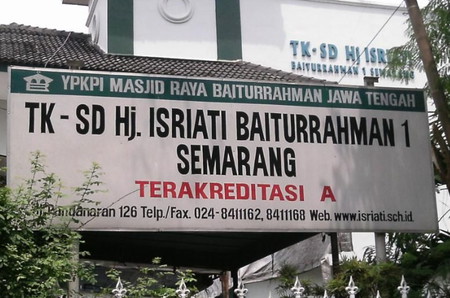 TK-SD Hj ISRI
BAITURRAHMAN 1 SEMARANG
YPKPI MASJID RAYA BAITURRAHMAN JAWA TENGAH
TK - SD Hj. ISRIATI BAITURRAHMAN 1
SEMARANG
TERAKREDITASI A
Pandanaran 126 Telp./Fax. 024-8411162, 8411168 Web. www.isriati.sch.id